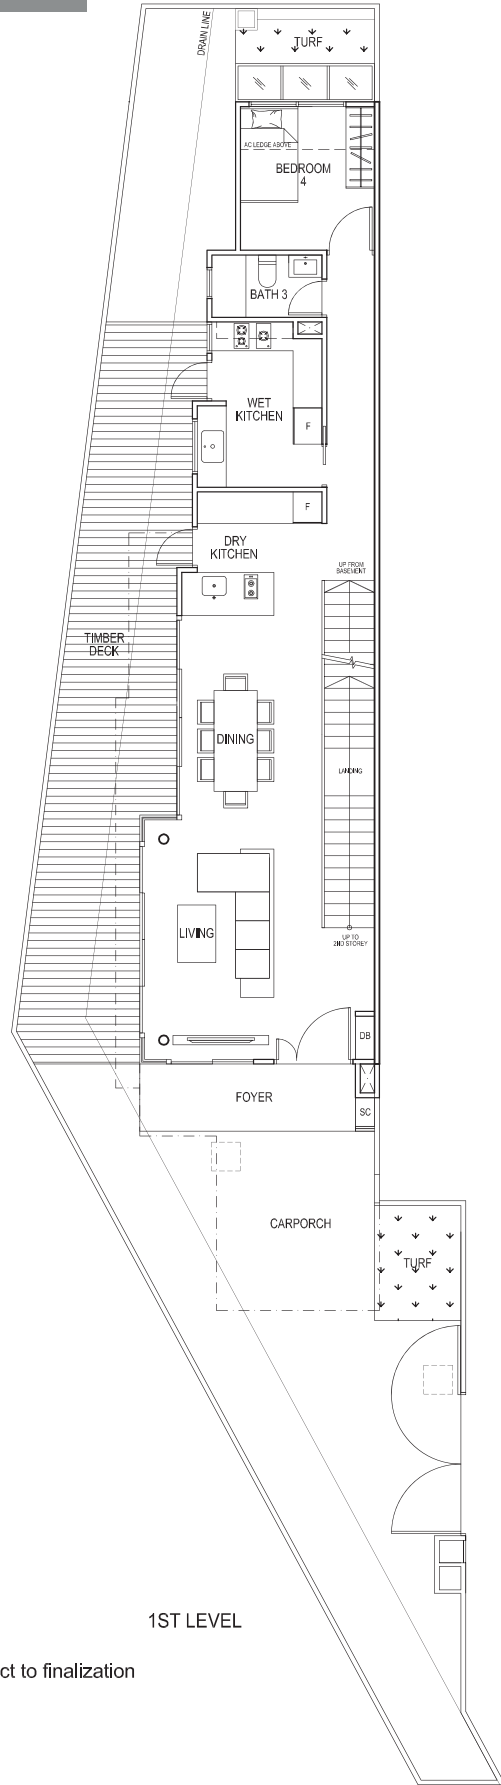 DRAIN LINE
TURF
AC LEDGE ABOVE
BEDROOM
4
BATH 3
WET
KITCHEN
F
F
DRY
KITCHEN
UP FROM
BASEMENT
TIMBER
DECK
DINING
LANDING
LIVING
UP TO
2ND STOREY
DB
FOYER
SC
CARPORCH
TURF
1ST LEVEL
ct to finalization